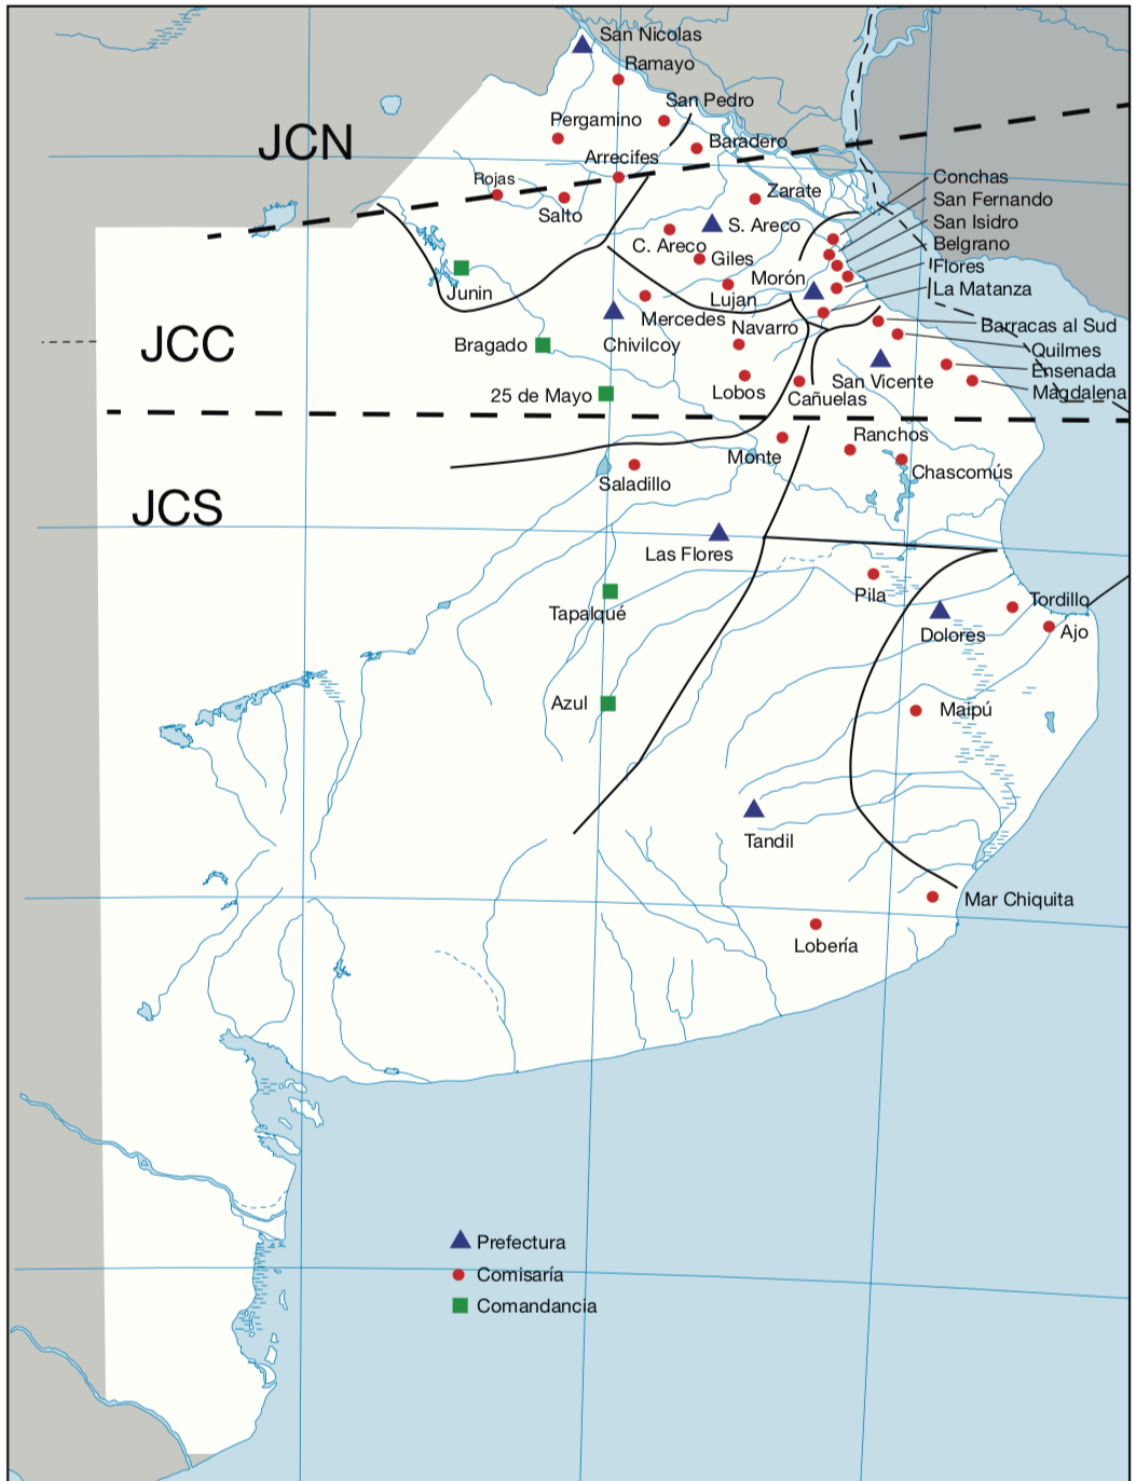 San Nicolas
Ramayo
San Pedro
Pergamino
JCN
Baradero
Arrecifes
Rojas
Conchas
Zarate
San Fernando
Salto
San Isidro
S. Areco
C. Areco
Belgrano
Giles
Flores
Morón
La Matanza
Junin
Lujan
Mercedes
Navarro
Barracas al Sud
JCC
Bragado
Chivilcoy
Quilmes
Ensenada
San Vicente
Magdalena
25 de Mayo
Lobos
Cañuelas
Ranchos
Monte
Chascomús
Saladillo
JCS
Las Flores
Pila
Tordillo
Tapalqué
Dolores
Ajo
Azul
Maipú
Tandil
Mar Chiquita
Lobería
Prefectura
Comisaría
Comandancia